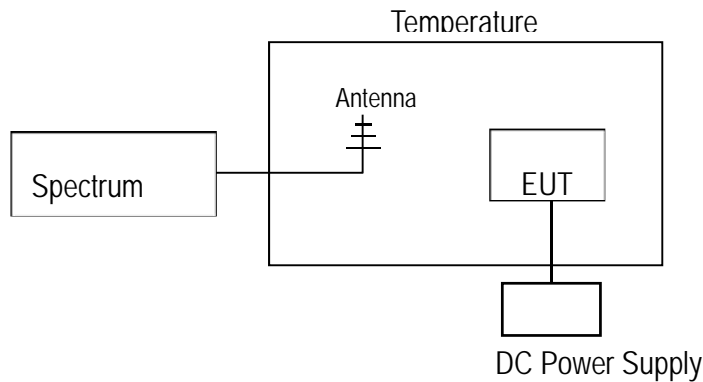 Temperature
Antenna
Spectrum
EUT
DC Power Supply